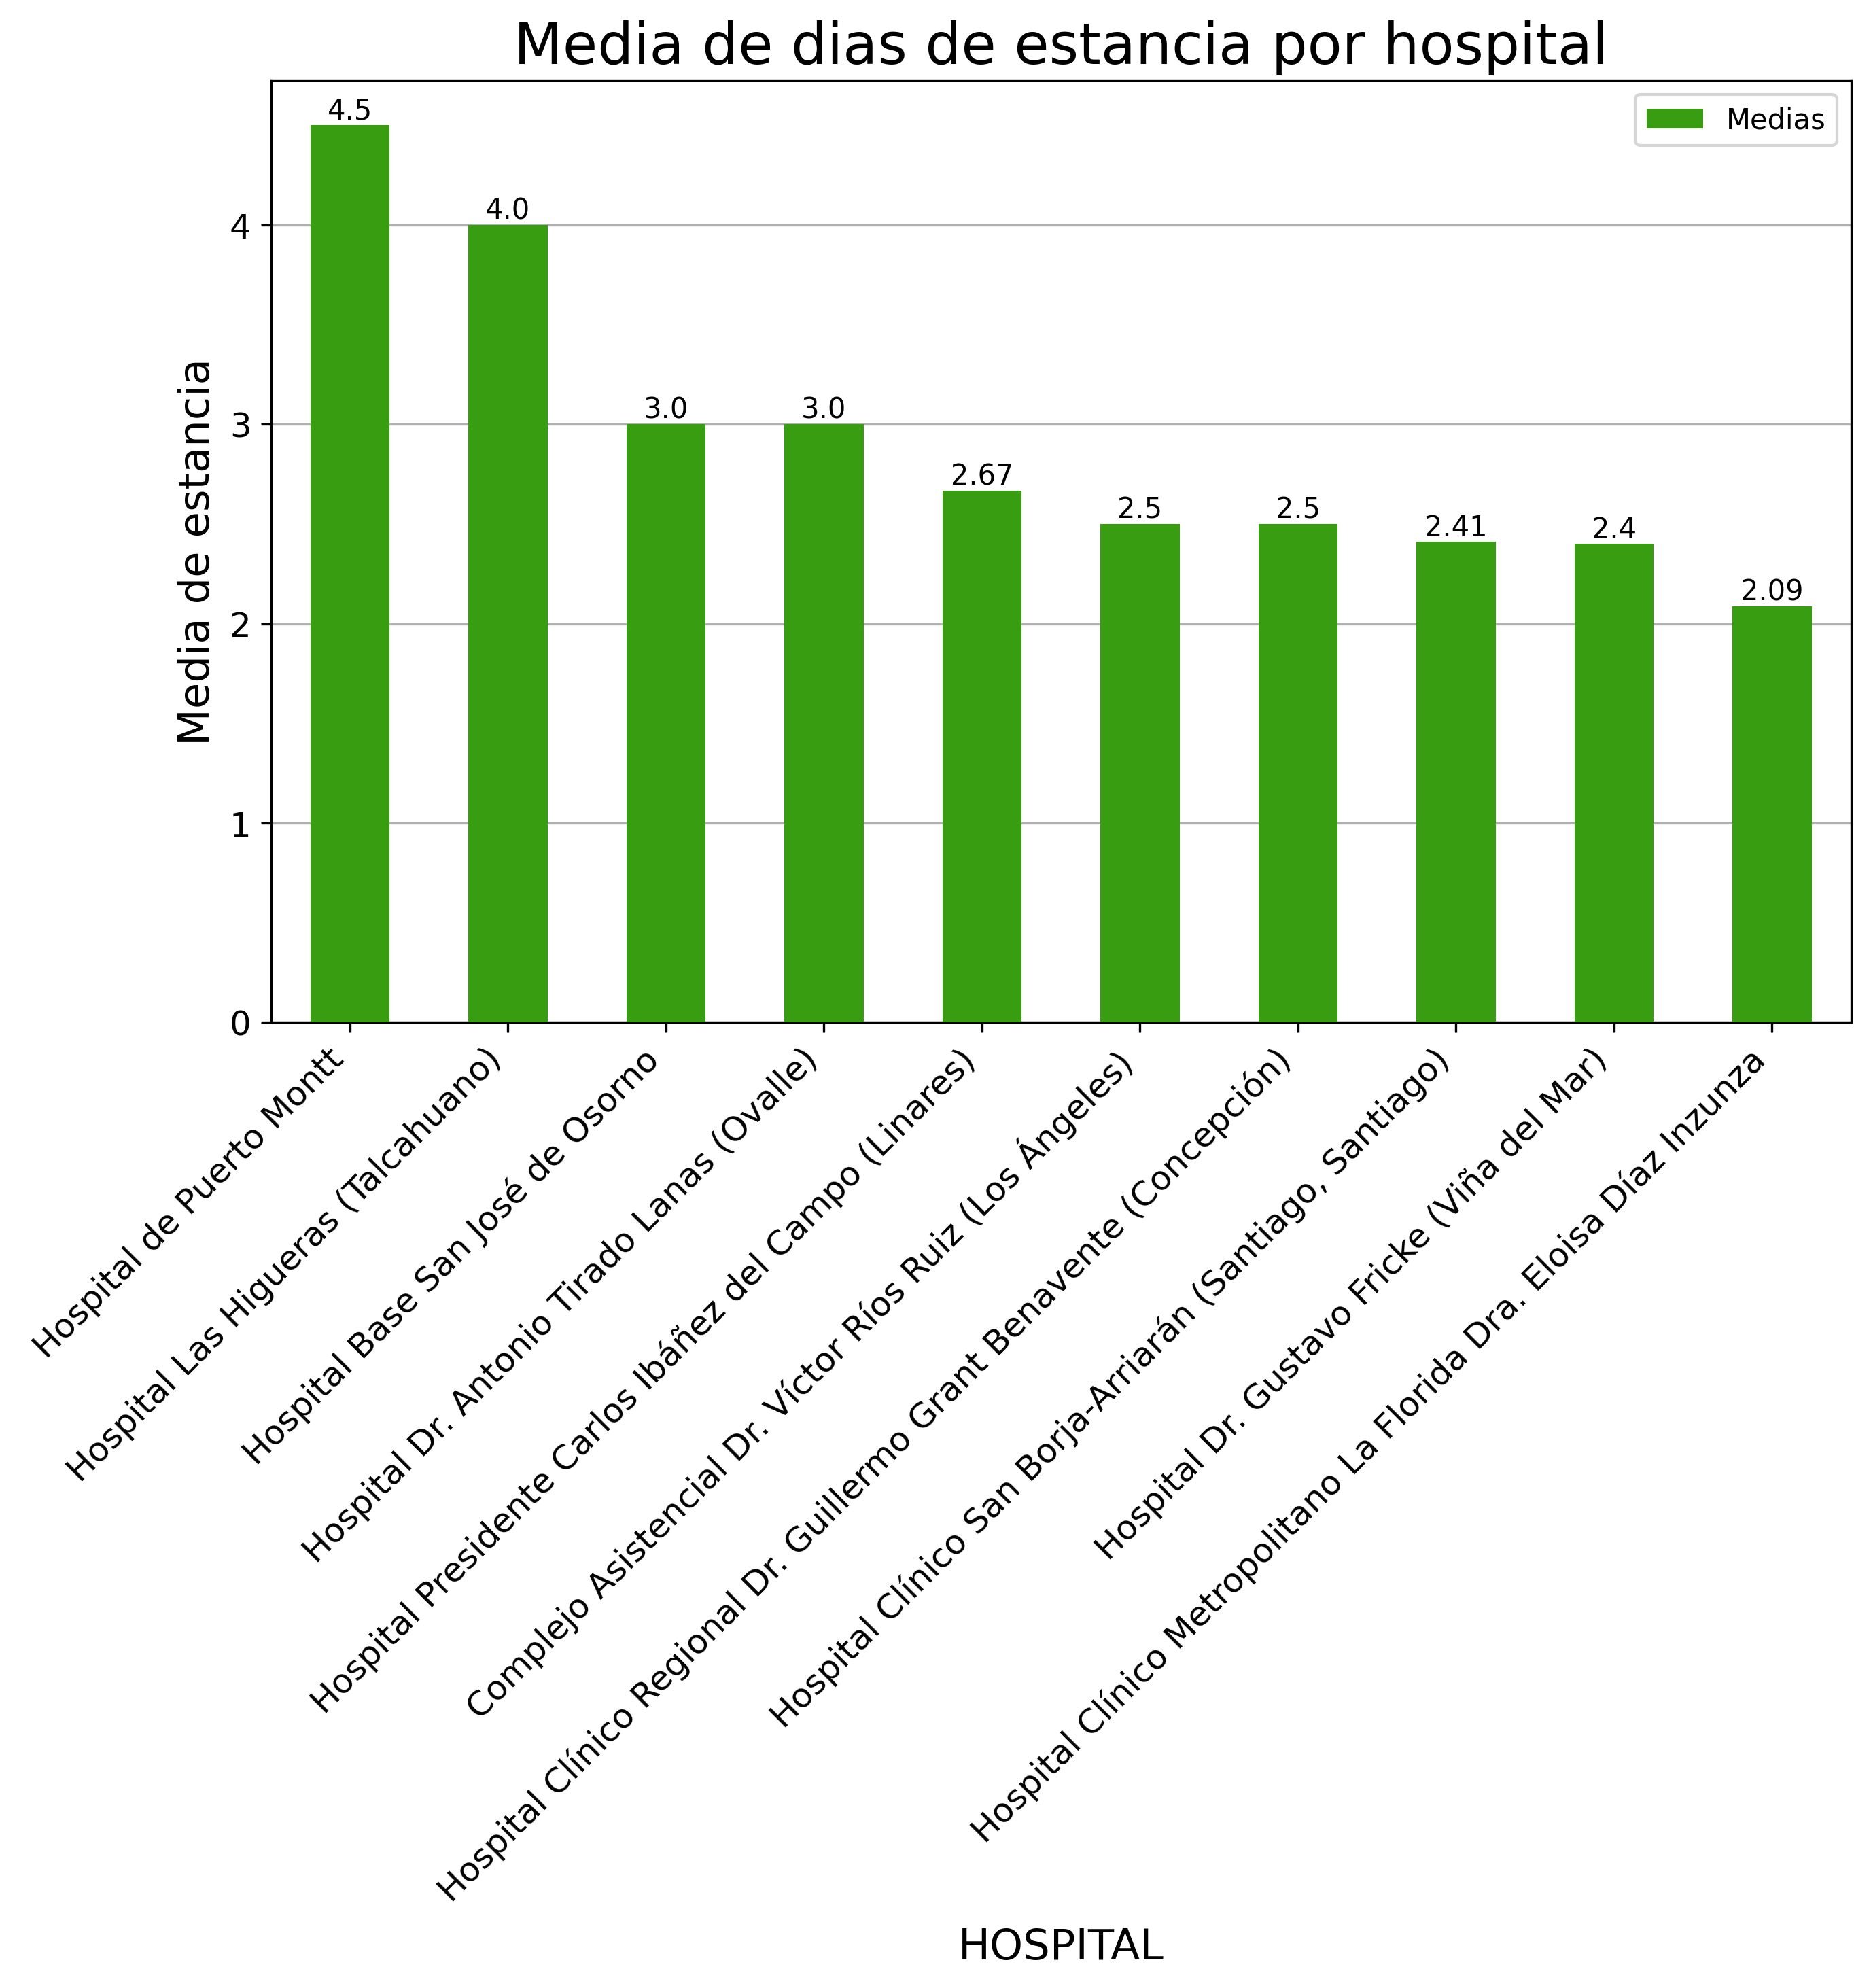 Media de dias de estancia por hospital
Medias
Media de estancia
4
3
2
1
0
4.5
4.0
3.0
3.0
2.67
2.5
2.5
2.41
2.4
2.09
Hospital de Puerto Montt
Hospital Las Higueras (Talcahuano)
Hospital Base San José de Osorno
Hospital Dr. Antonio Tirado Lanas (Ovalle)
Hospital Presidente Carlos Ibáñez del Campo (Linares)
Complejo Asistencial Dr. Víctor Ríos Ruiz (Los Ángeles)
Hospital Clínico Regional Dr. Guillermo Grant Benavente (Concepción)
Hospital Clínico San Borja-Arriarán (Santiago, Santiago)
Hospital Dr. Gustavo Fricke (Viña del Mar)
Hospital Clínico Metropolitano La Florida Dra. Eloisa Díaz Inzunza
HOSPITAL